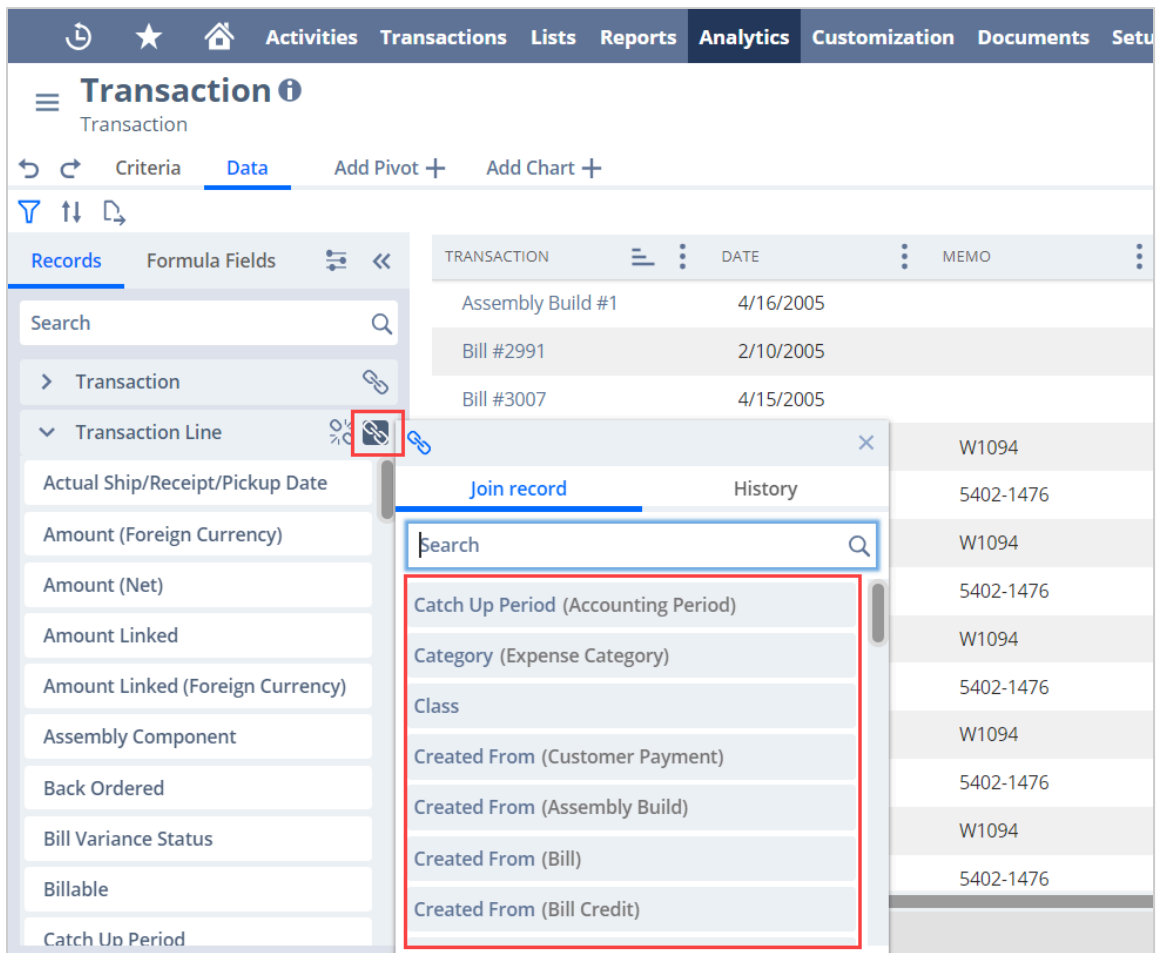 Activities Transactions Lists Reports Analytics Customization Documents Setu
Transaction
Transaction
Criteria Data Add Pivot Add Chart
Records Formula Fields
TRANSACTION DATE MEMO
Search
Assembly Build #1 4/16/2005
Bill #2991 2/10/2005
Transaction
Bill #3007 4/15/2005
Transaction Line
W1094
Actual Ship/Receipt/Pickup Date
Join record History
5402-1476
Amount (Foreign Currency)
Search
W1094
Amount (Net)
Catch Up Period (Accounting Period)
5402-1476
Amount Linked
Category (Expense Category)
W1094
Amount Linked (Foreign Currency)
Class
5402-1476
Assembly Component
Created From (Customer Payment)
W1094
Back Ordered
Created From (Assembly Build)
5402-1476
Bill Variance Status
Created From (Bill)
W1094
Billable
Created From (Bill Credit)
5402-1476
Catch Up Period